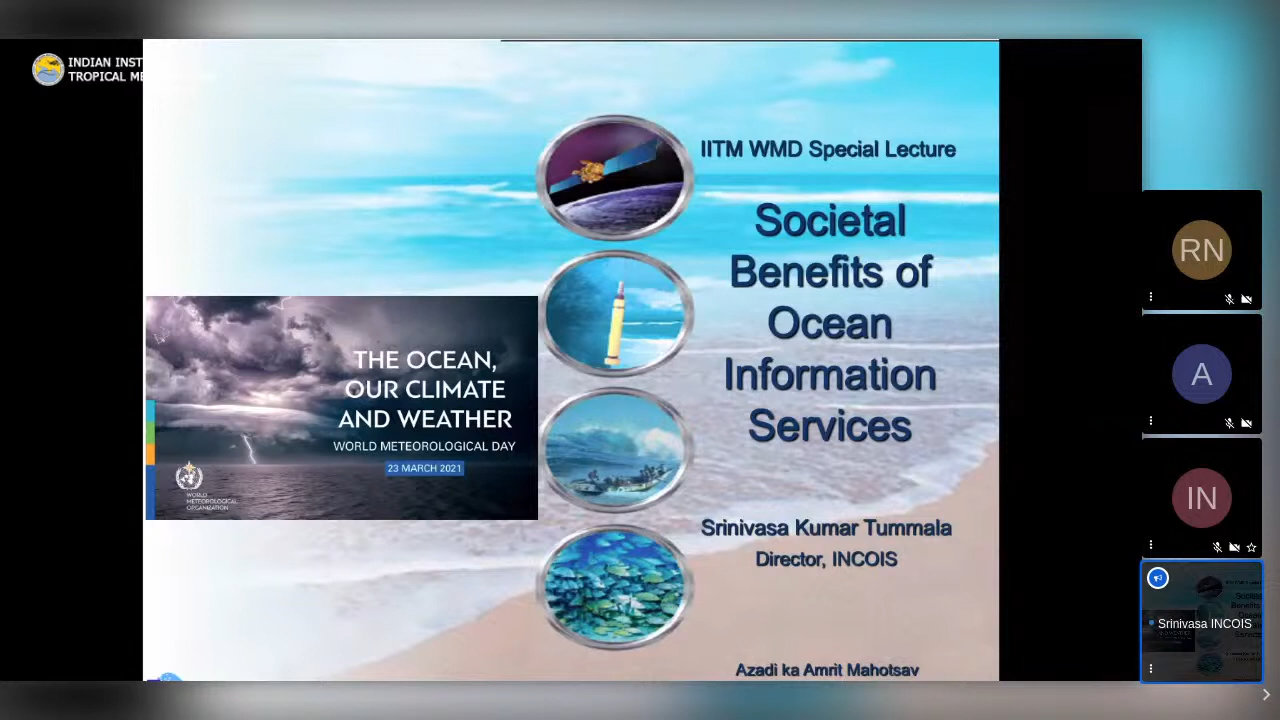 INDIAN INST
TROPICAL ME
IITM WMD Special Lecture
Societal
Benefits of
Ocean
Information
Services
THE OCEAN,
OUR CLIMATE
AND WEATHER
WORLD METEOROLOGICAL DAY
23 MARCH 2021
WORLD
METEOROLOGICAL
ORGANIZATION
Srinivasa Kumar Tummala
Director, INCOIS
Azadi ka Amrit Mahotsav
RN
A
IN
Srinivasa INCOIS